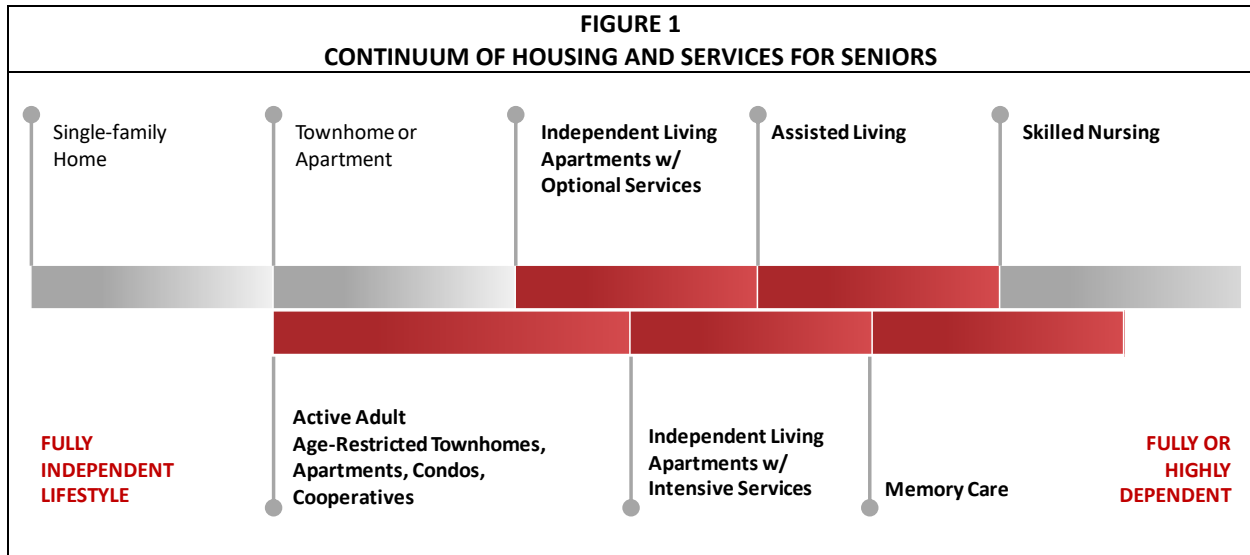 FIGURE 1
CONTINUUM OF HOUSING AND SERVICES FOR SENIORS
Single-family
Home
Townhome or
Apartment
Independent Living
Apartments w/
Optional Services
Assisted Living
Skilled Nursing
FULLY
INDEPENDENT
LIFESTYLE
Active Adult
Age-Restricted Townhomes,
Apartments, Condos,
Cooperatives
Independent Living
Apartments w/
Intensive Services
Memory Care
FULLY OR
HIGHLY
DEPENDENT